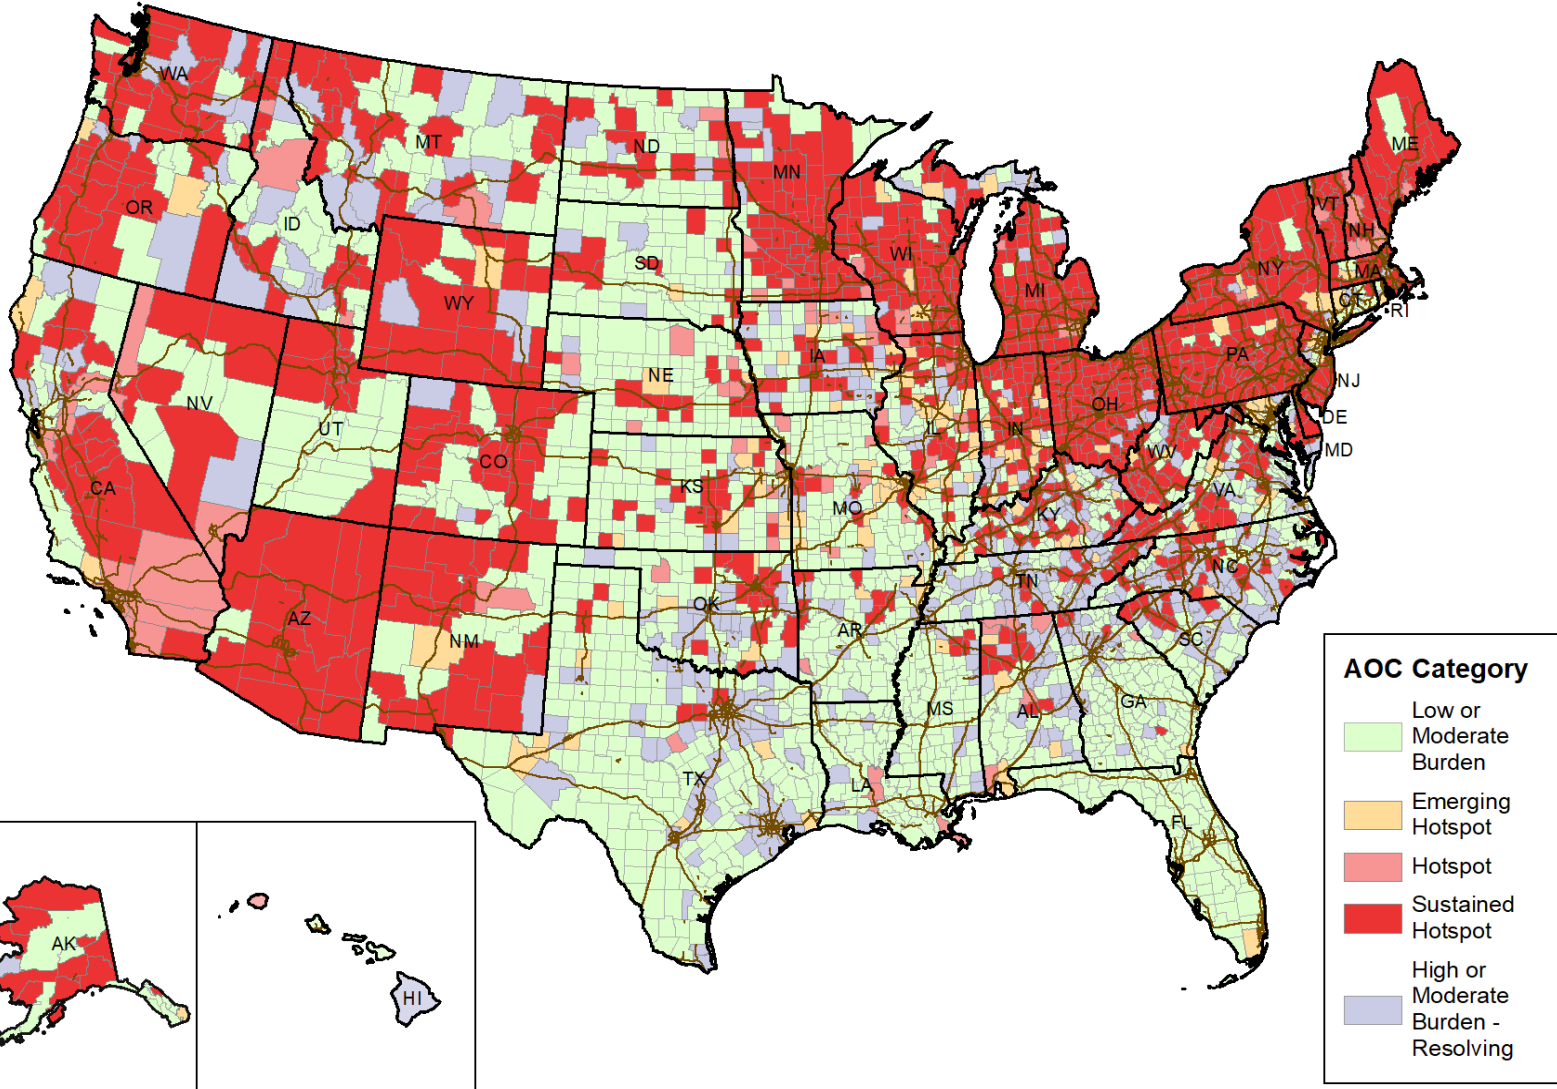 WA
MT
ND
MN
ME
OR
ID
SD
WI
VT
NH
NY
MA
MI
WY
CT
RI
IA
PA
NE
NJ
NV
UT
IL
IN
OH
DE
CO
WV
MD
CA
KS
MO
VA
KY
NC
TN
OK
AZ
NM
AR
SC
MS
AL
GA
TX
LA
FL
AK
HI
AOC Category
Low or
Moderate
Burden
Emerging
Hotspot
Hotspot
Sustained
Hotspot
High or
Moderate
Burden -
Resolving